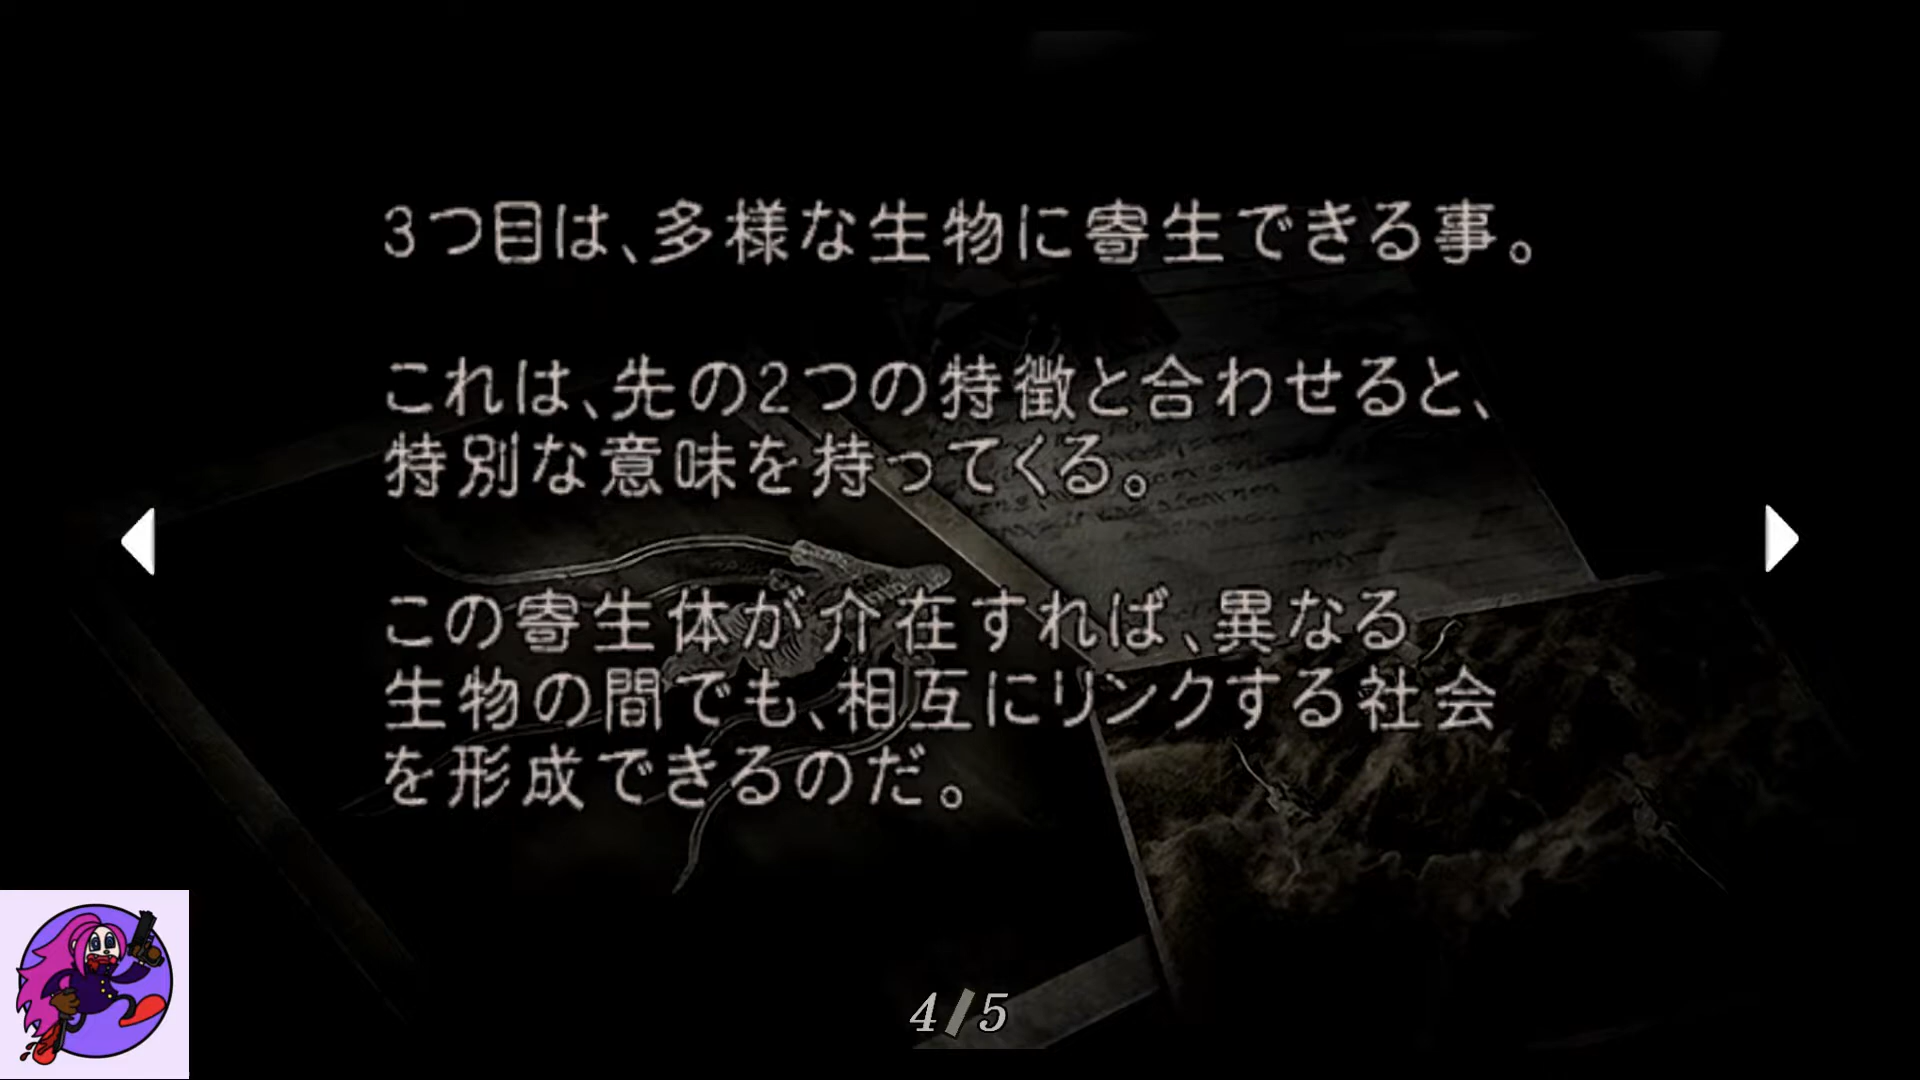 3つ目は、多様な生物に寄生できる事。
これは、先の2つの特徴と合わせると、
特別な意味を持ってくる。
この寄生体が介在すれば、異なる
生物の間でも、相互にリンクする社会
を形成できるのだ。
4/5